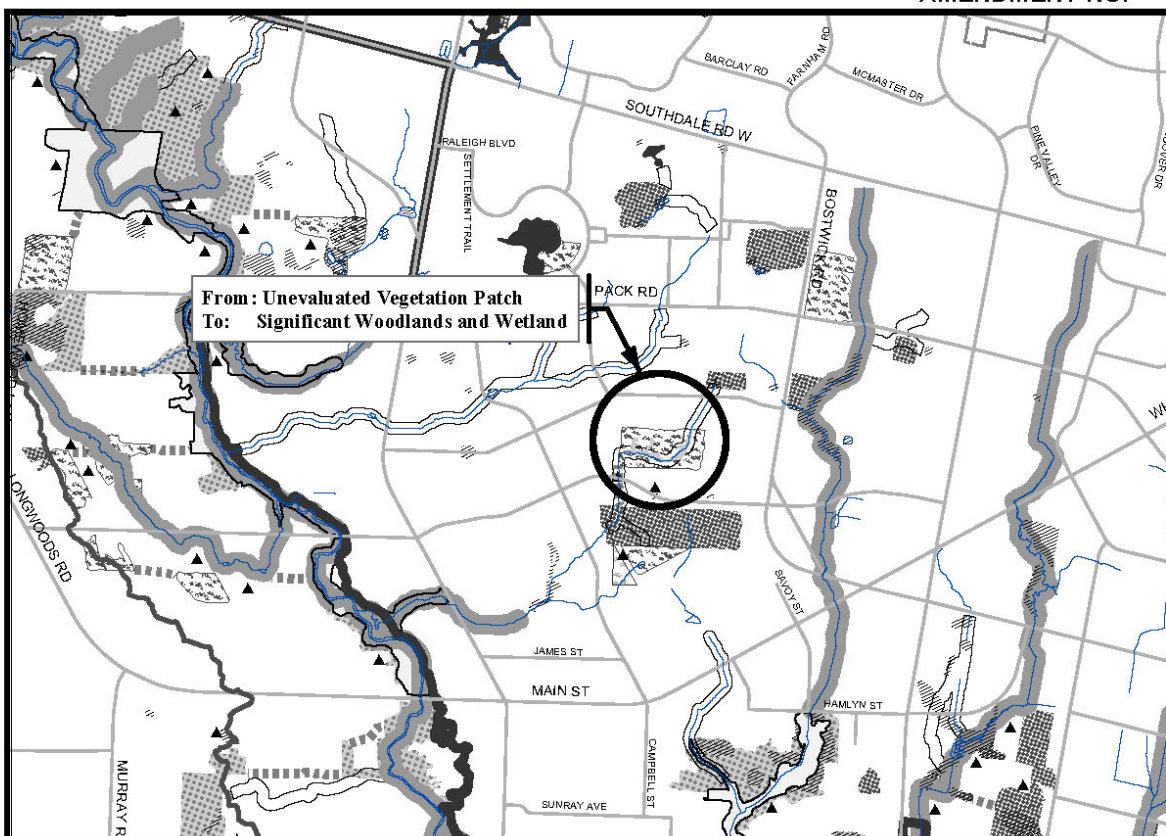 BARCLAY RD
FARNHAM RD
MCMASTER DR
SOUTHDALE RD W
PINE VALLEY
DR
RALEIGH BLVD
SETTLEMENT TRAIL
BOSTWICK RD
From: Unevaluated Vegetation Patch
To: Significant Woodlands and Wetland
PACK RD
LONGWOODS RD
SAVOY ST
JAMES ST
MAIN ST
HAMLYN ST
MURRAY R
CAMPBELL ST
SUNRAY AVE